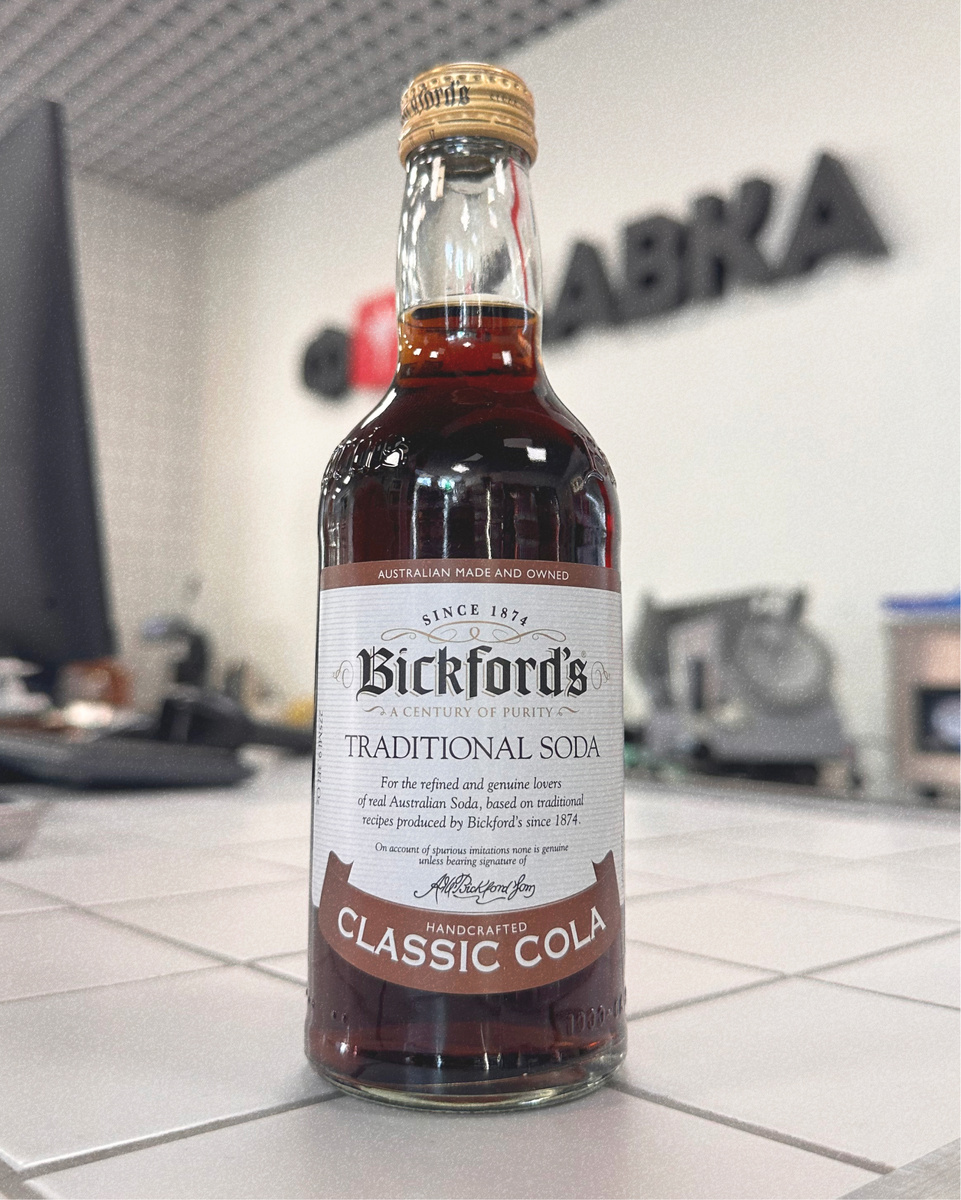 Bickford's
АВКА
AUSTRALIAN MADE AND OWNED
SINCE 1874
Bickford's
A CENTURY OF PURITY
TRADITIONAL SODA
For the refined and genuine lovers
of real Australian Soda, based on traditional
recipes produced by Bickford's since 1874.
On account of spurious imitations none is genuine
unless bearing signature of
HANDCRAFTED
CLASSIC COLA